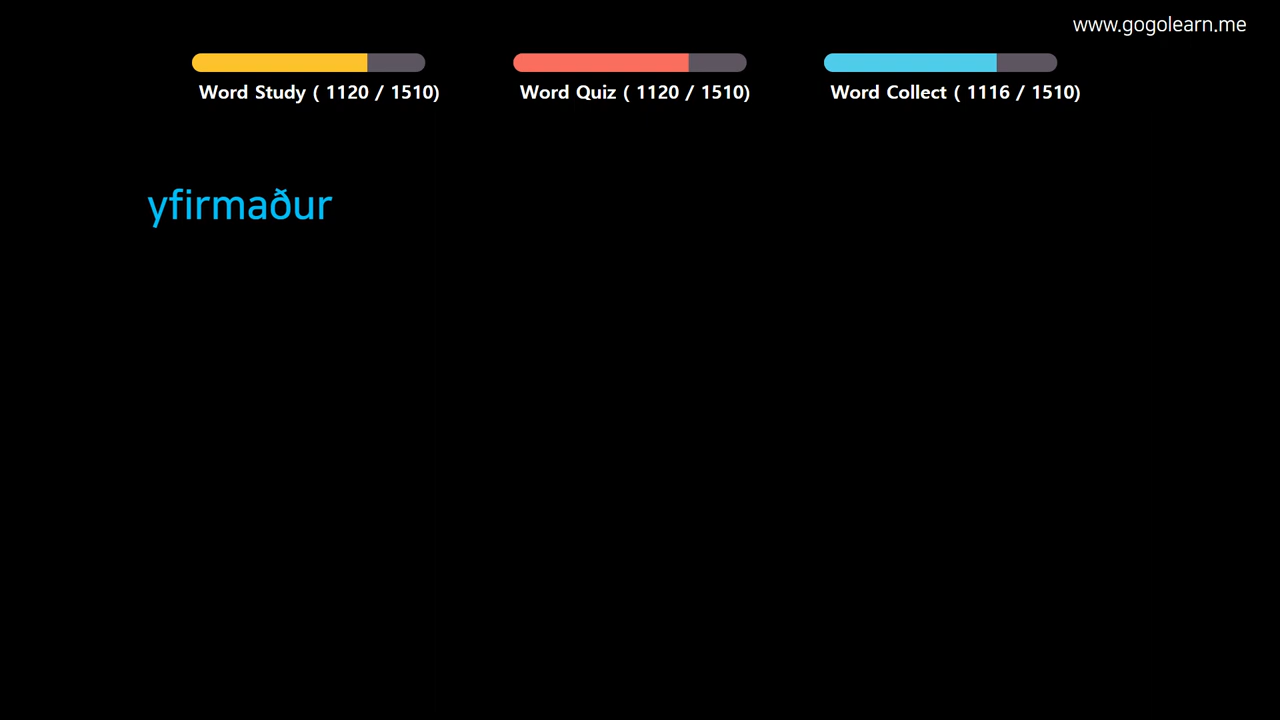 www.gogolearn.me
Word Study ( 1120 / 1510)
Word Quiz ( 1120 / 1510)
Word Collect ( 1116 / 1510)
yfirmaður